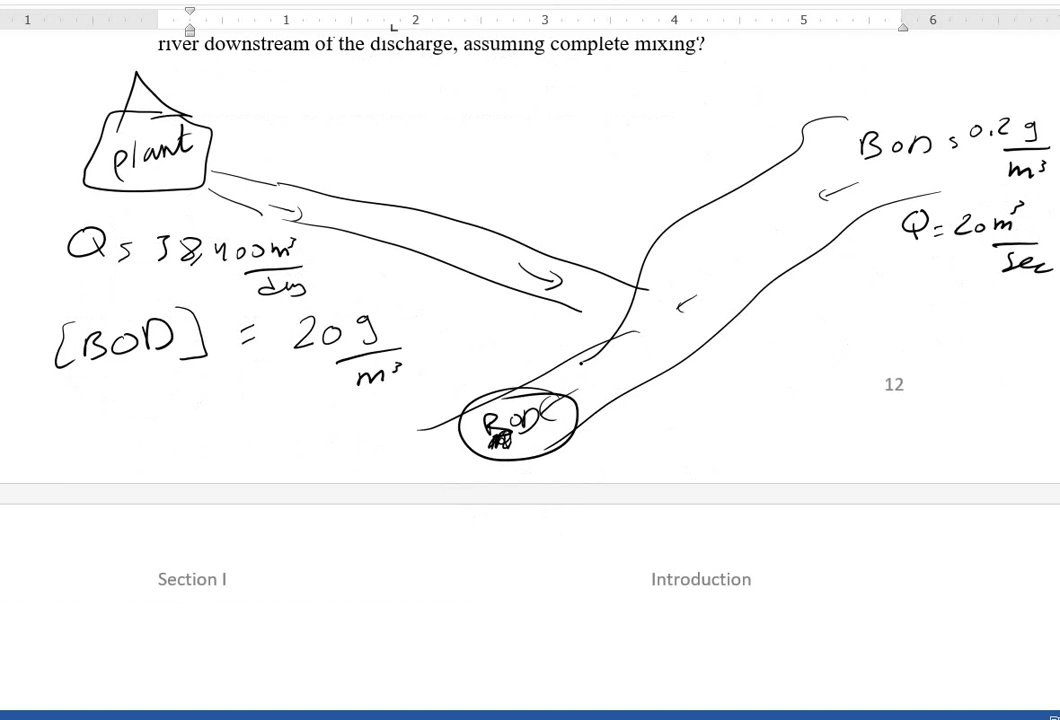 1 1 2 3 4 5 6
river downstream of the discharge, assuming complete mixing?
plant
BOD = 0.2 g/m³
Q = 20 m³/sec
Q = 38,400 m³/day
[BOD] = 20 g/m³
BOD
12
Section I Introduction